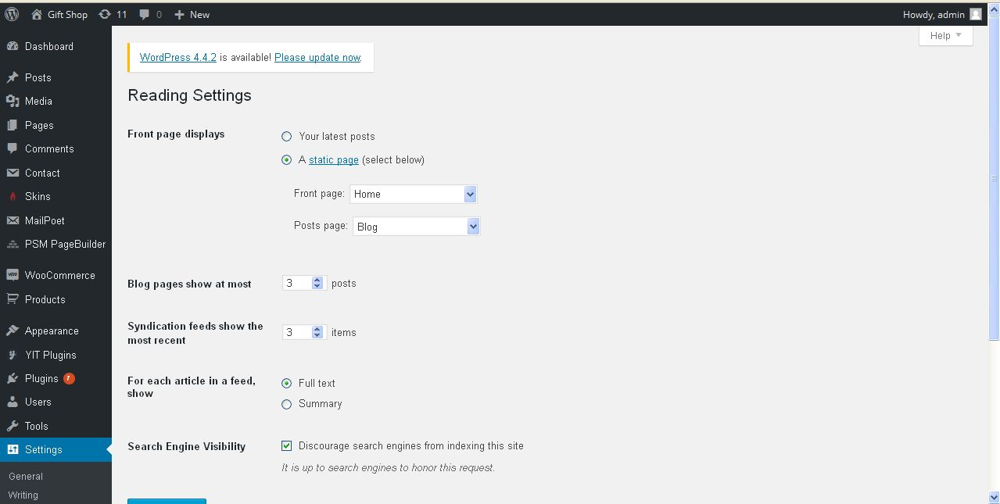 Gift Shop 11 0 New Howdy, admin
Help
Dashboard
Posts
Media
Pages
Comments
Contact
Skins
MailPoet
PSM PageBuilder
WooCommerce
Products
Appearance
YIT Plugins
Plugins 1
Users
Tools
Settings
General
Writing
WordPress 4.4.2 is available! Please update now.
Reading Settings
Front page displays
Your latest posts
A static page (select below)
Front page: Home
Posts page: Blog
Blog pages show at most 3 posts
Syndication feeds show the
most recent
3 items
For each article in a feed,
show
Full text
Summary
Search Engine Visibility
Discourage search engines from indexing this site
It is up to search engines to honor this request.